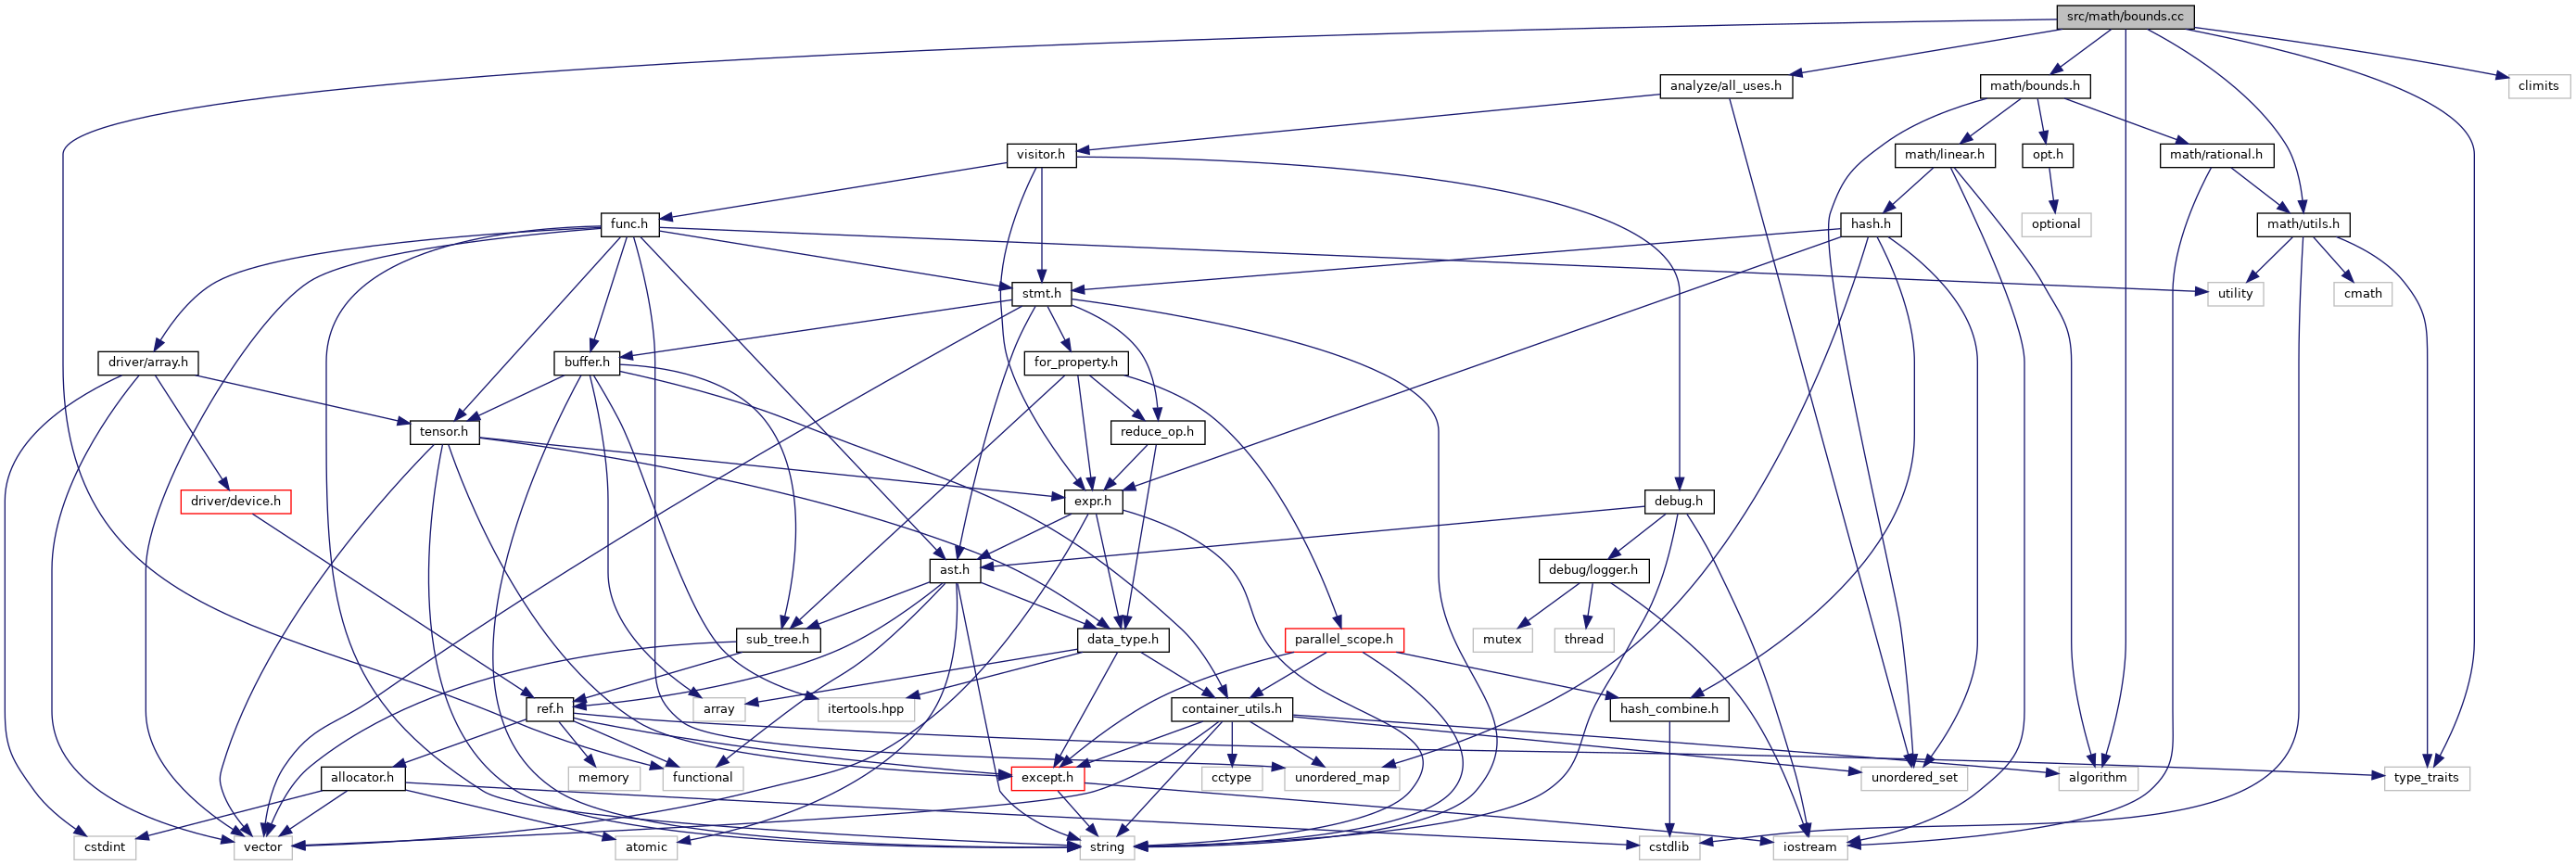 src/math/bounds.cc
analyze/all_uses.h
math/bounds.h
climits
visitor.h
math/linear.h
opt.h
math/rational.h
func.h
hash.h
optional
math/utils.h
stmt.h
utility
cmath
driver/array.h
buffer.h
for_property.h
tensor.h
reduce_op.h
driver/device.h
expr.h
debug.h
ast.h
debug/logger.h
sub_tree.h
data_type.h
parallel_scope.h
mutex
thread
ref.h
array
itertools.hpp
container_utils.h
hash_combine.h
allocator.h
memory
functional
except.h
cctype
unordered_map
unordered_set
algorithm
type_traits
cstdint
vector
atomic
string
cstdlib
iostream